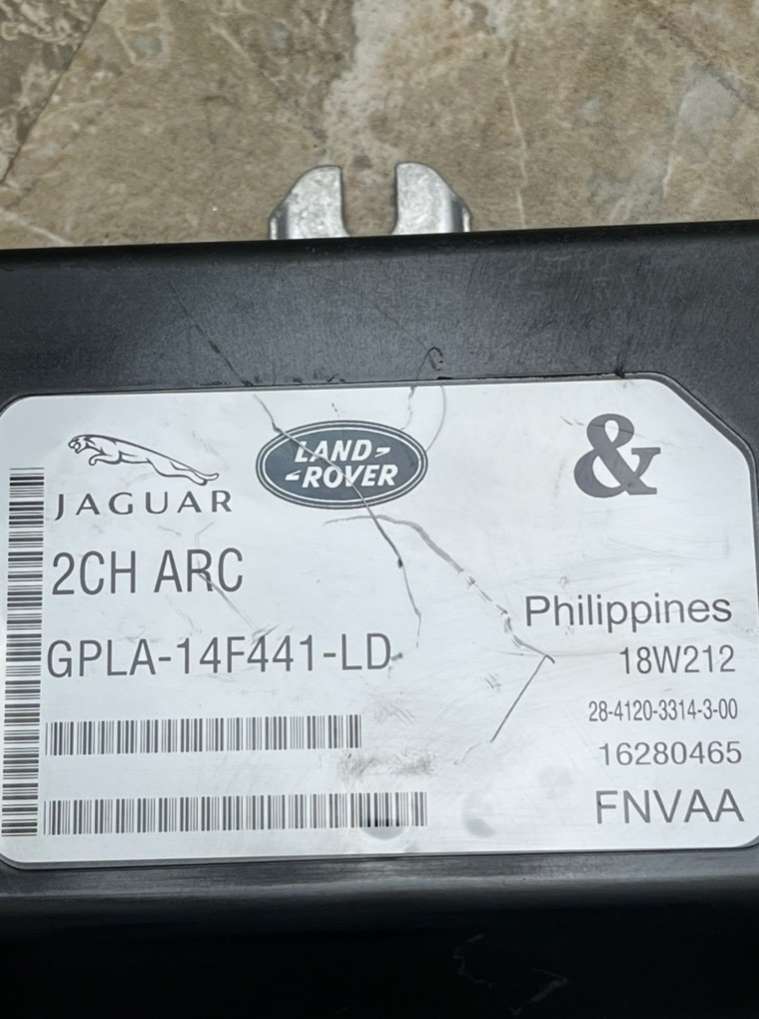 JAGUAR
LAND-
-ROVER
&
2CH ARC
GPLA-14F441-LD
Philippines
18W212
28-4120-3314-3-00
16280465
FNVAA